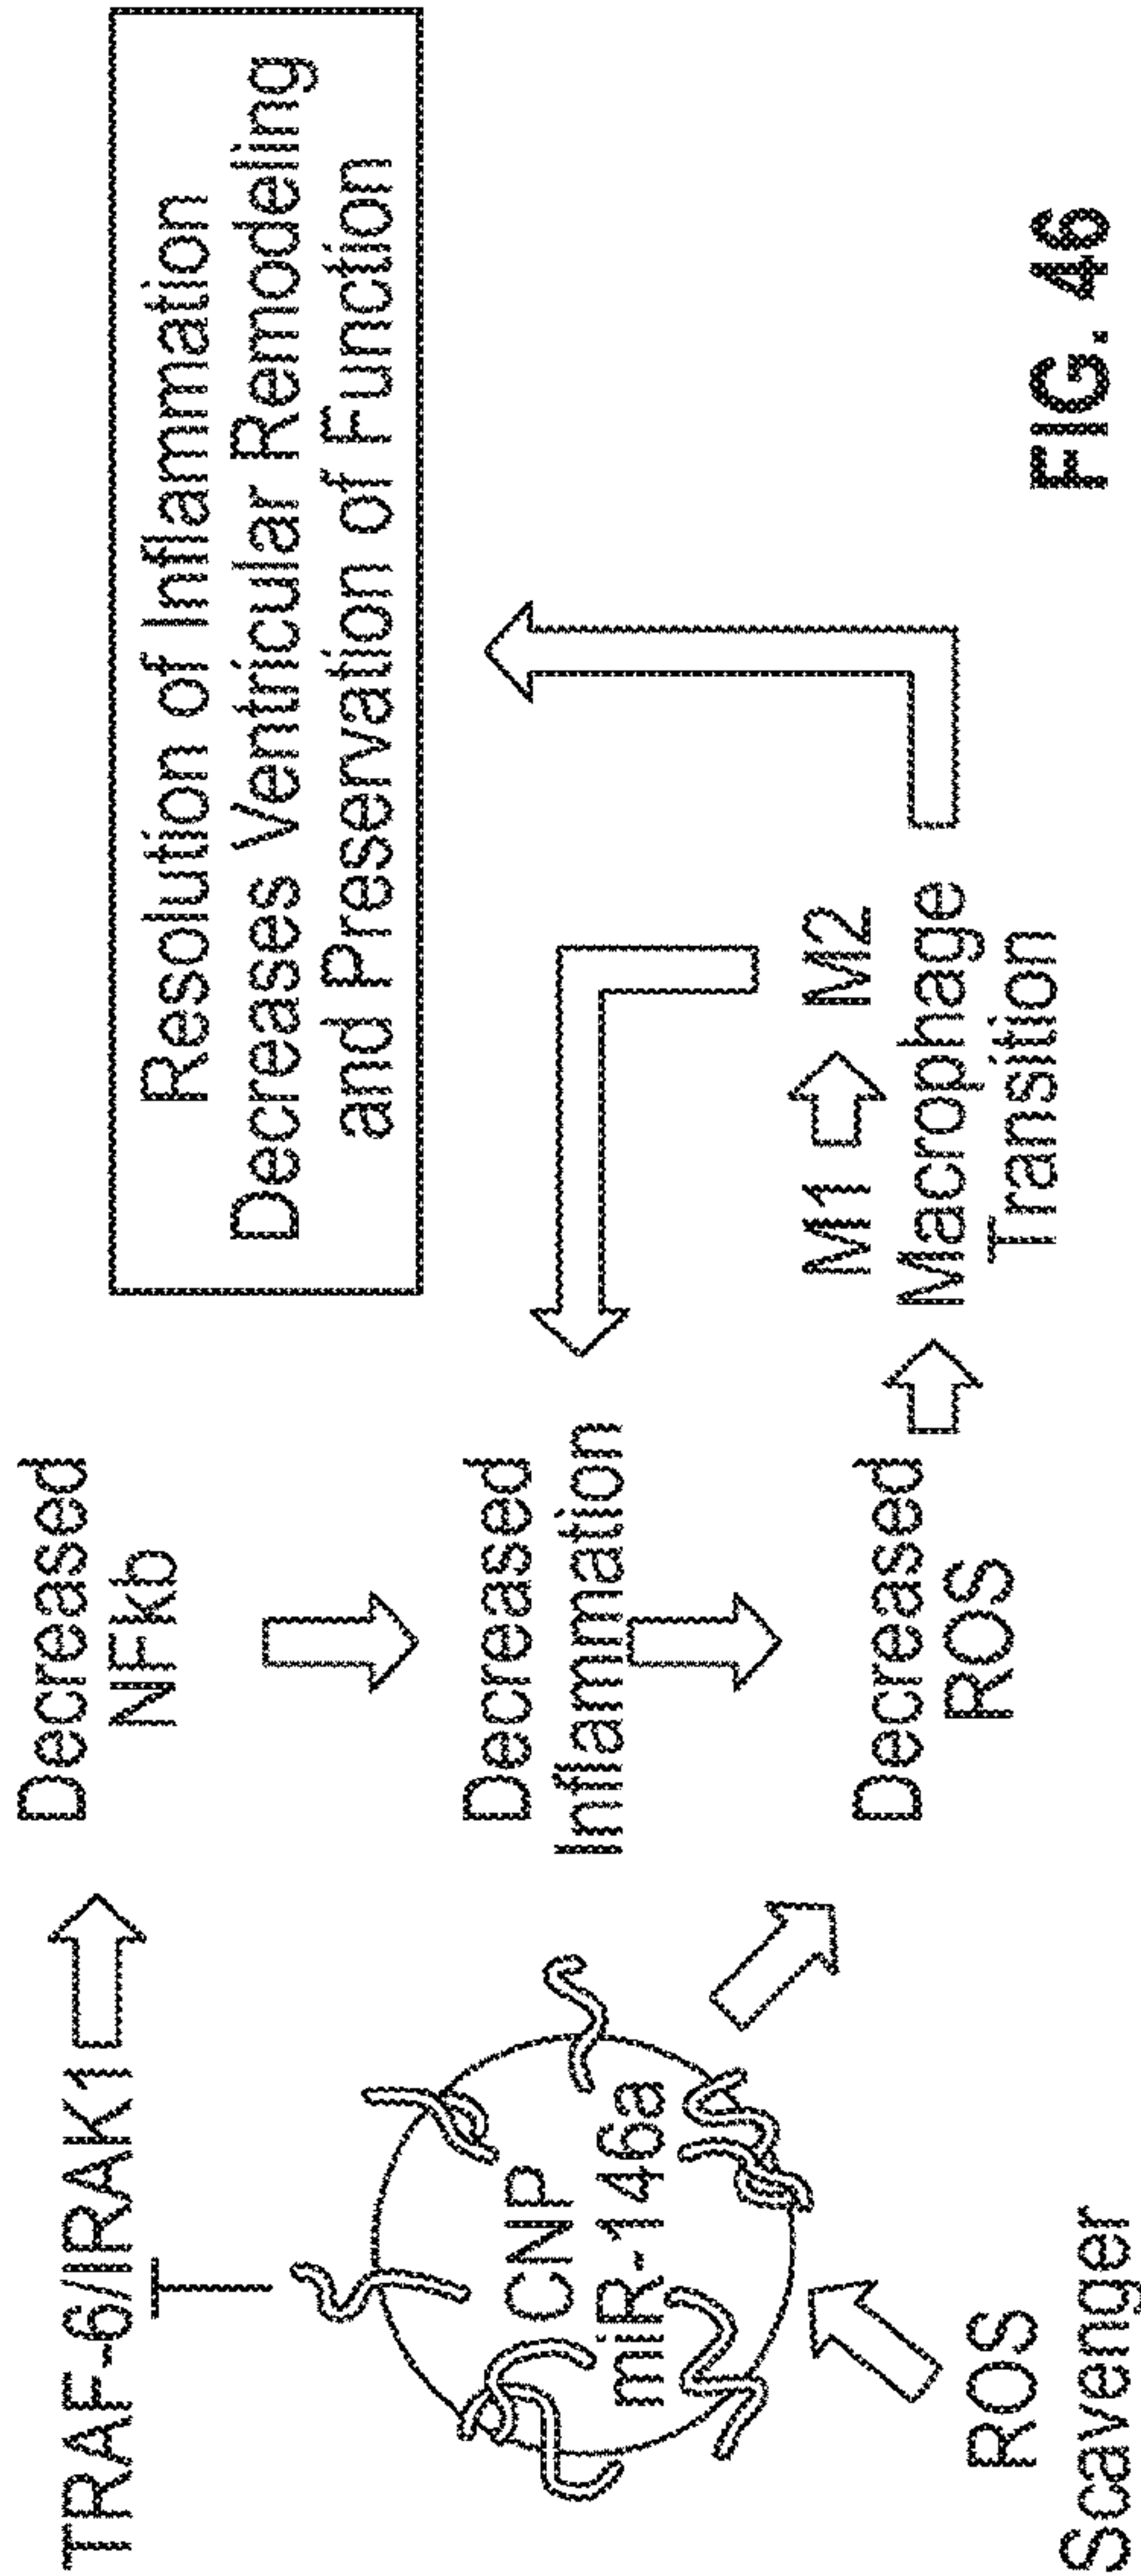 TRAF-6/IRAK1
Decreased
NFkb
Resolution of Inflammation
Decreases Ventricular Remodeling
and Preservation of Function
CNP
miR-146a
Decreased
Inflammation
ROS
Scavenger
Decreased
ROS
M1 M2
Macrophage
Transition
FIG. 46